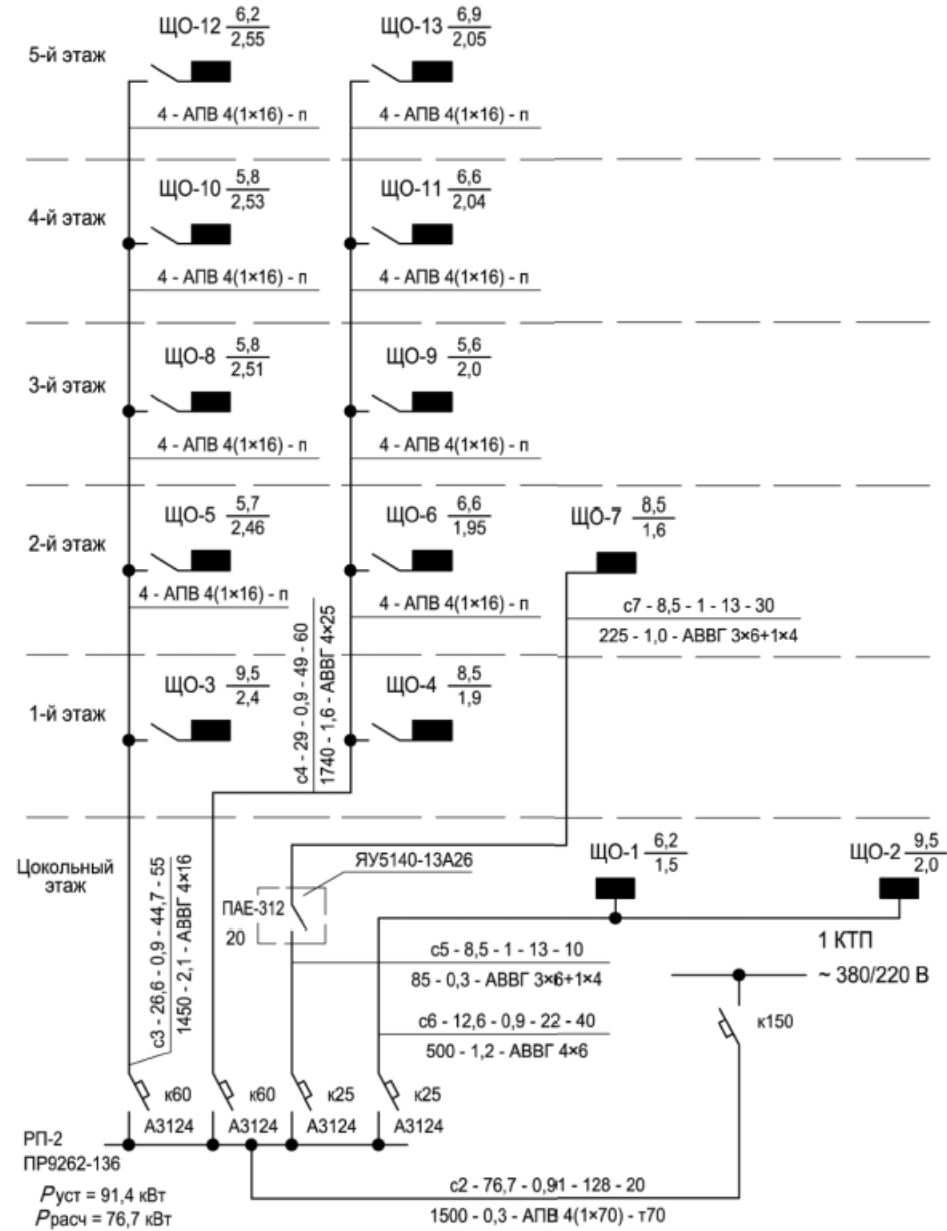 5-й этаж
ЩО-12 6,2
2,55
ЩО-13 6,9
2,05
4 - АПВ 4(1×16) - п
4 - АПВ 4(1×16) - п
4-й этаж
ЩО-10 5,8
2,53
ЩО-11 6,6
2,04
4 - АПВ 4(1×16) - п
4 - АПВ 4(1×16) - п
3-й этаж
ЩО-8 5,8
2,51
ЩО-9 5,6
2,0
4 - АПВ 4(1×16) - п
4 - АПВ 4(1×16) - п
2-й этаж
ЩО-5 5,7
2,46
ЩО-6 6,6
1,95
ЩО-7 8,5
1,6
4 - АПВ 4(1×16) - п
4 - АПВ 4(1×16) - п
с7 - 8,5 - 1 - 13 - 30
225 - 1,0 - АВВГ 3×6+1×4
1-й этаж
ЩО-3 9,5
2,4
с4 - 29 - 0,9 - 49 - 60
1740 - 1,6 - АВВГ 4×25
ЩО-4 8,5
1,9
Цокольный
этаж
с3 - 26,6 - 0,9 - 44,7 - 55
1450 - 2,1 - АВВГ 4×16
ЯУ5140-13А26
ПАЕ-312
20
ЩО-1 6,2
1,5
ЩО-2 9,5
2,0
1 КТП
~ 380/220 В
с5 - 8,5 - 1 - 13 - 10
85 - 0,3 - АВВГ 3×6+1×4
с6 - 12,6 - 0,9 - 22 - 40
500 - 1,2 - АВВГ 4×6
к150
к60
к60
к25
к25
А3124
А3124
А3124
А3124
РП-2
ПР9262-136
Pуст = 91,4 кВт
Pрасч = 76,7 кВт
с2 - 76,7 - 0,91 - 128 - 20
1500 - 0,3 - АПВ 4(1×70) - т70